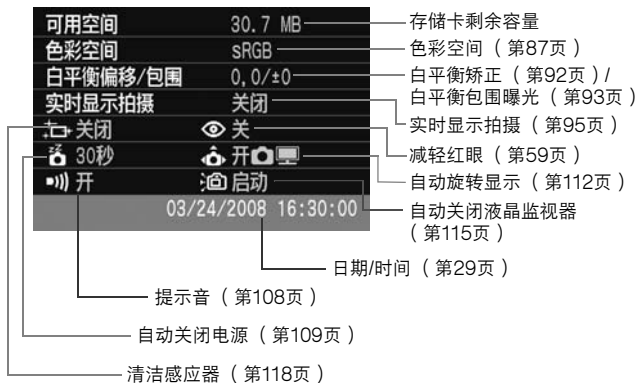 可用空间 30.7 MB
色彩空间 sRGB
白平衡偏移/包围 0,0/±0
实时显示拍摄 关闭
关闭 关
z z 30秒 开
开 启动
03/24/2008 16:30:00
存储卡剩余容量
色彩空间（第87页）
白平衡矫正（第92页）/
白平衡包围曝光（第93页）
实时显示拍摄（第95页）
减轻红眼（第59页）
自动旋转显示（第112页）
自动关闭液晶监视器
（第115页）
日期/时间（第29页）
提示音（第108页）
自动关闭电源（第109页）
清洁感应器（第118页）